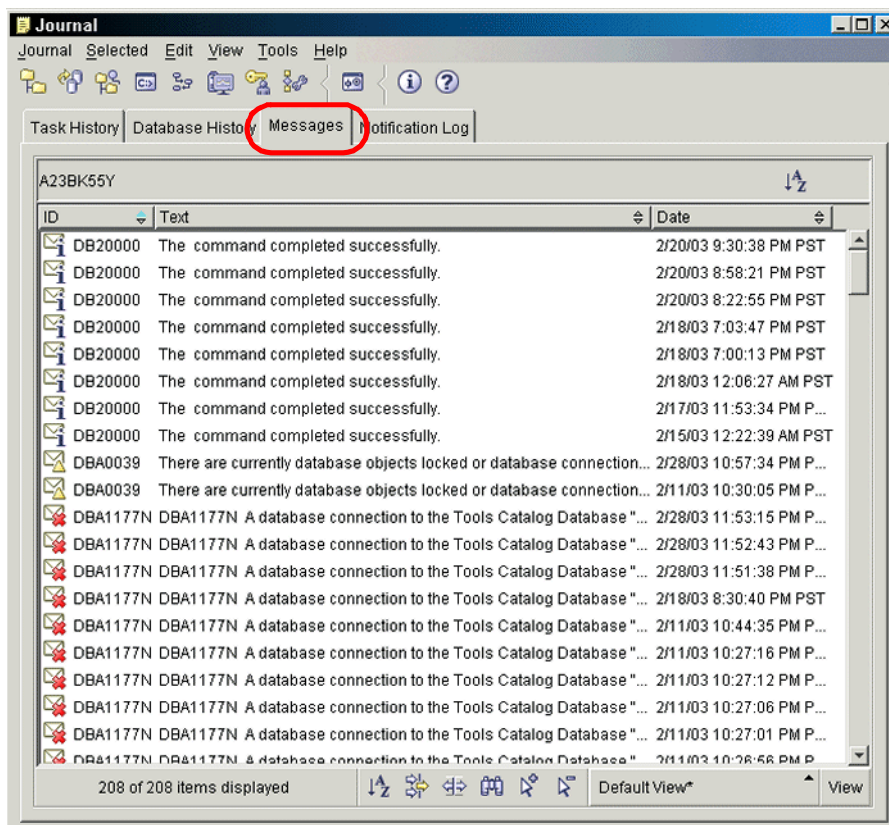 Journal
Journal Selected Edit View Tools Help
Task History Database History Messages Notification Log
A23BK55Y
ID Text Date
DB20000 The command completed successfully. 2/20/03 9:30:38 PM PST
DB20000 The command completed successfully. 2/20/03 8:58:21 PM PST
DB20000 The command completed successfully. 2/20/03 8:22:55 PM PST
DB20000 The command completed successfully. 2/18/03 7:03:47 PM PST
DB20000 The command completed successfully. 2/18/03 7:00:13 PM PST
DB20000 The command completed successfully. 2/18/03 12:06:27 AM PST
DB20000 The command completed successfully. 2/17/03 11:53:34 PM P...
DB20000 The command completed successfully. 2/15/03 12:22:39 AM PST
DBA0039 There are currently database objects locked or database connection... 2/28/03 10:57:34 PM P...
DBA0039 There are currently database objects locked or database connection... 2/11/03 10:30:05 PM P...
DBA1177N DBA1177N A database connection to the Tools Catalog Database "... 2/28/03 11:53:15 PM P...
DBA1177N DBA1177N A database connection to the Tools Catalog Database "... 2/28/03 11:52:43 PM P...
DBA1177N DBA1177N A database connection to the Tools Catalog Database "... 2/28/03 11:51:38 PM P...
DBA1177N DBA1177N A database connection to the Tools Catalog Database "... 2/18/03 8:30:40 PM PST
DBA1177N DBA1177N A database connection to the Tools Catalog Database "... 2/11/03 10:44:35 PM P...
DBA1177N DBA1177N A database connection to the Tools Catalog Database "... 2/11/03 10:27:16 PM P...
DBA1177N DBA1177N A database connection to the Tools Catalog Database "... 2/11/03 10:27:12 PM P...
DBA1177N DBA1177N A database connection to the Tools Catalog Database "... 2/11/03 10:27:06 PM P...
DBA1177N DBA1177N A database connection to the Tools Catalog Database "... 2/11/03 10:27:01 PM P...
DBA1177N DBA1177N A database connection to the Tools Catalog Database "... 2/11/03 10:26:56 PM P...
208 of 208 items displayed Default View* View